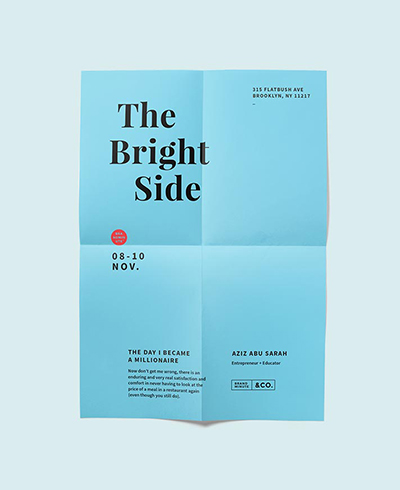 315 FLATBUSH AVE
BROOKLYN, NY 11217
–
The
Bright
Side
08-10
NOV.
THE DAY I BECAME
A MILLIONAIRE
Now don't get me wrong, there is an
enduring and very real satisfaction and
comfort in never having to look at the
price of a meal in a restaurant again
(even though you still do).
AZIZ ABU SARAH
Entrepreneur + Educator
BRAND
MINUTE
&CO.